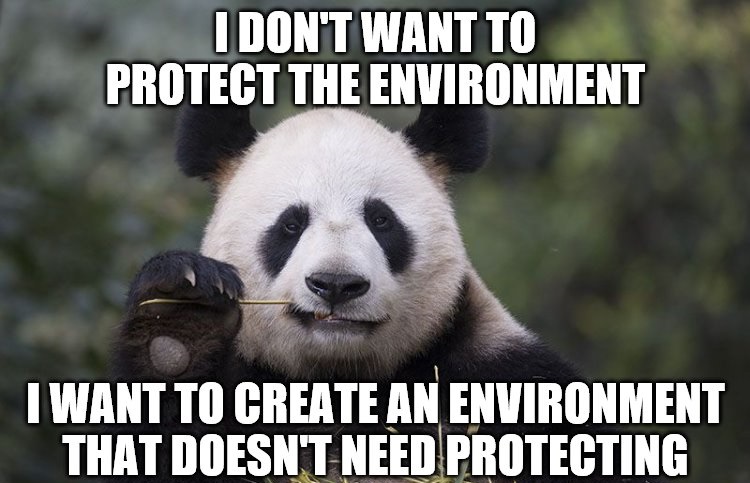 I DON'T WANT TO
PROTECT THE ENVIRONMENT
I WANT TO CREATE AN ENVIRONMENT
THAT DOESN'T NEED PROTECTING